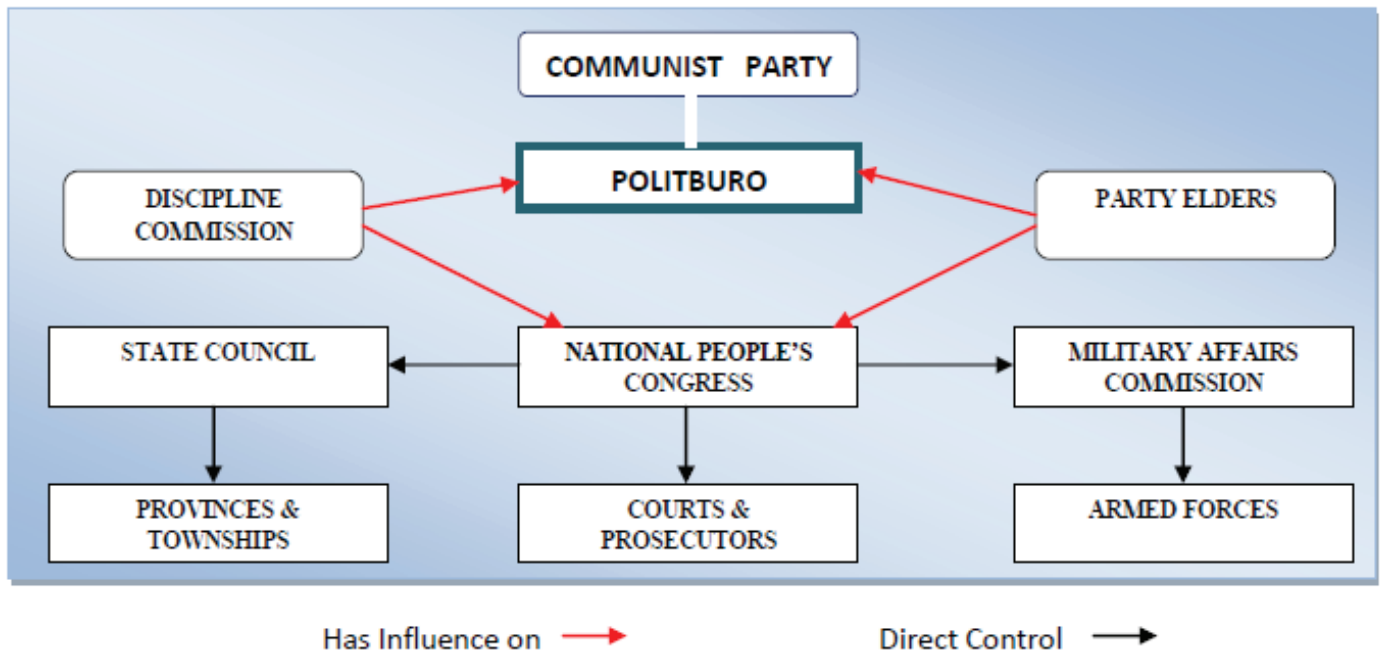 COMMUNIST PARTY
POLITBURO
DISCIPLINE
COMMISSION
PARTY ELDERS
STATE COUNCIL
NATIONAL PEOPLE'S
CONGRESS
MILITARY AFFAIRS
COMMISSION
PROVINCES &
TOWNSHIPS
COURTS &
PROSECUTORS
ARMED FORCES
Has Influence on
Direct Control